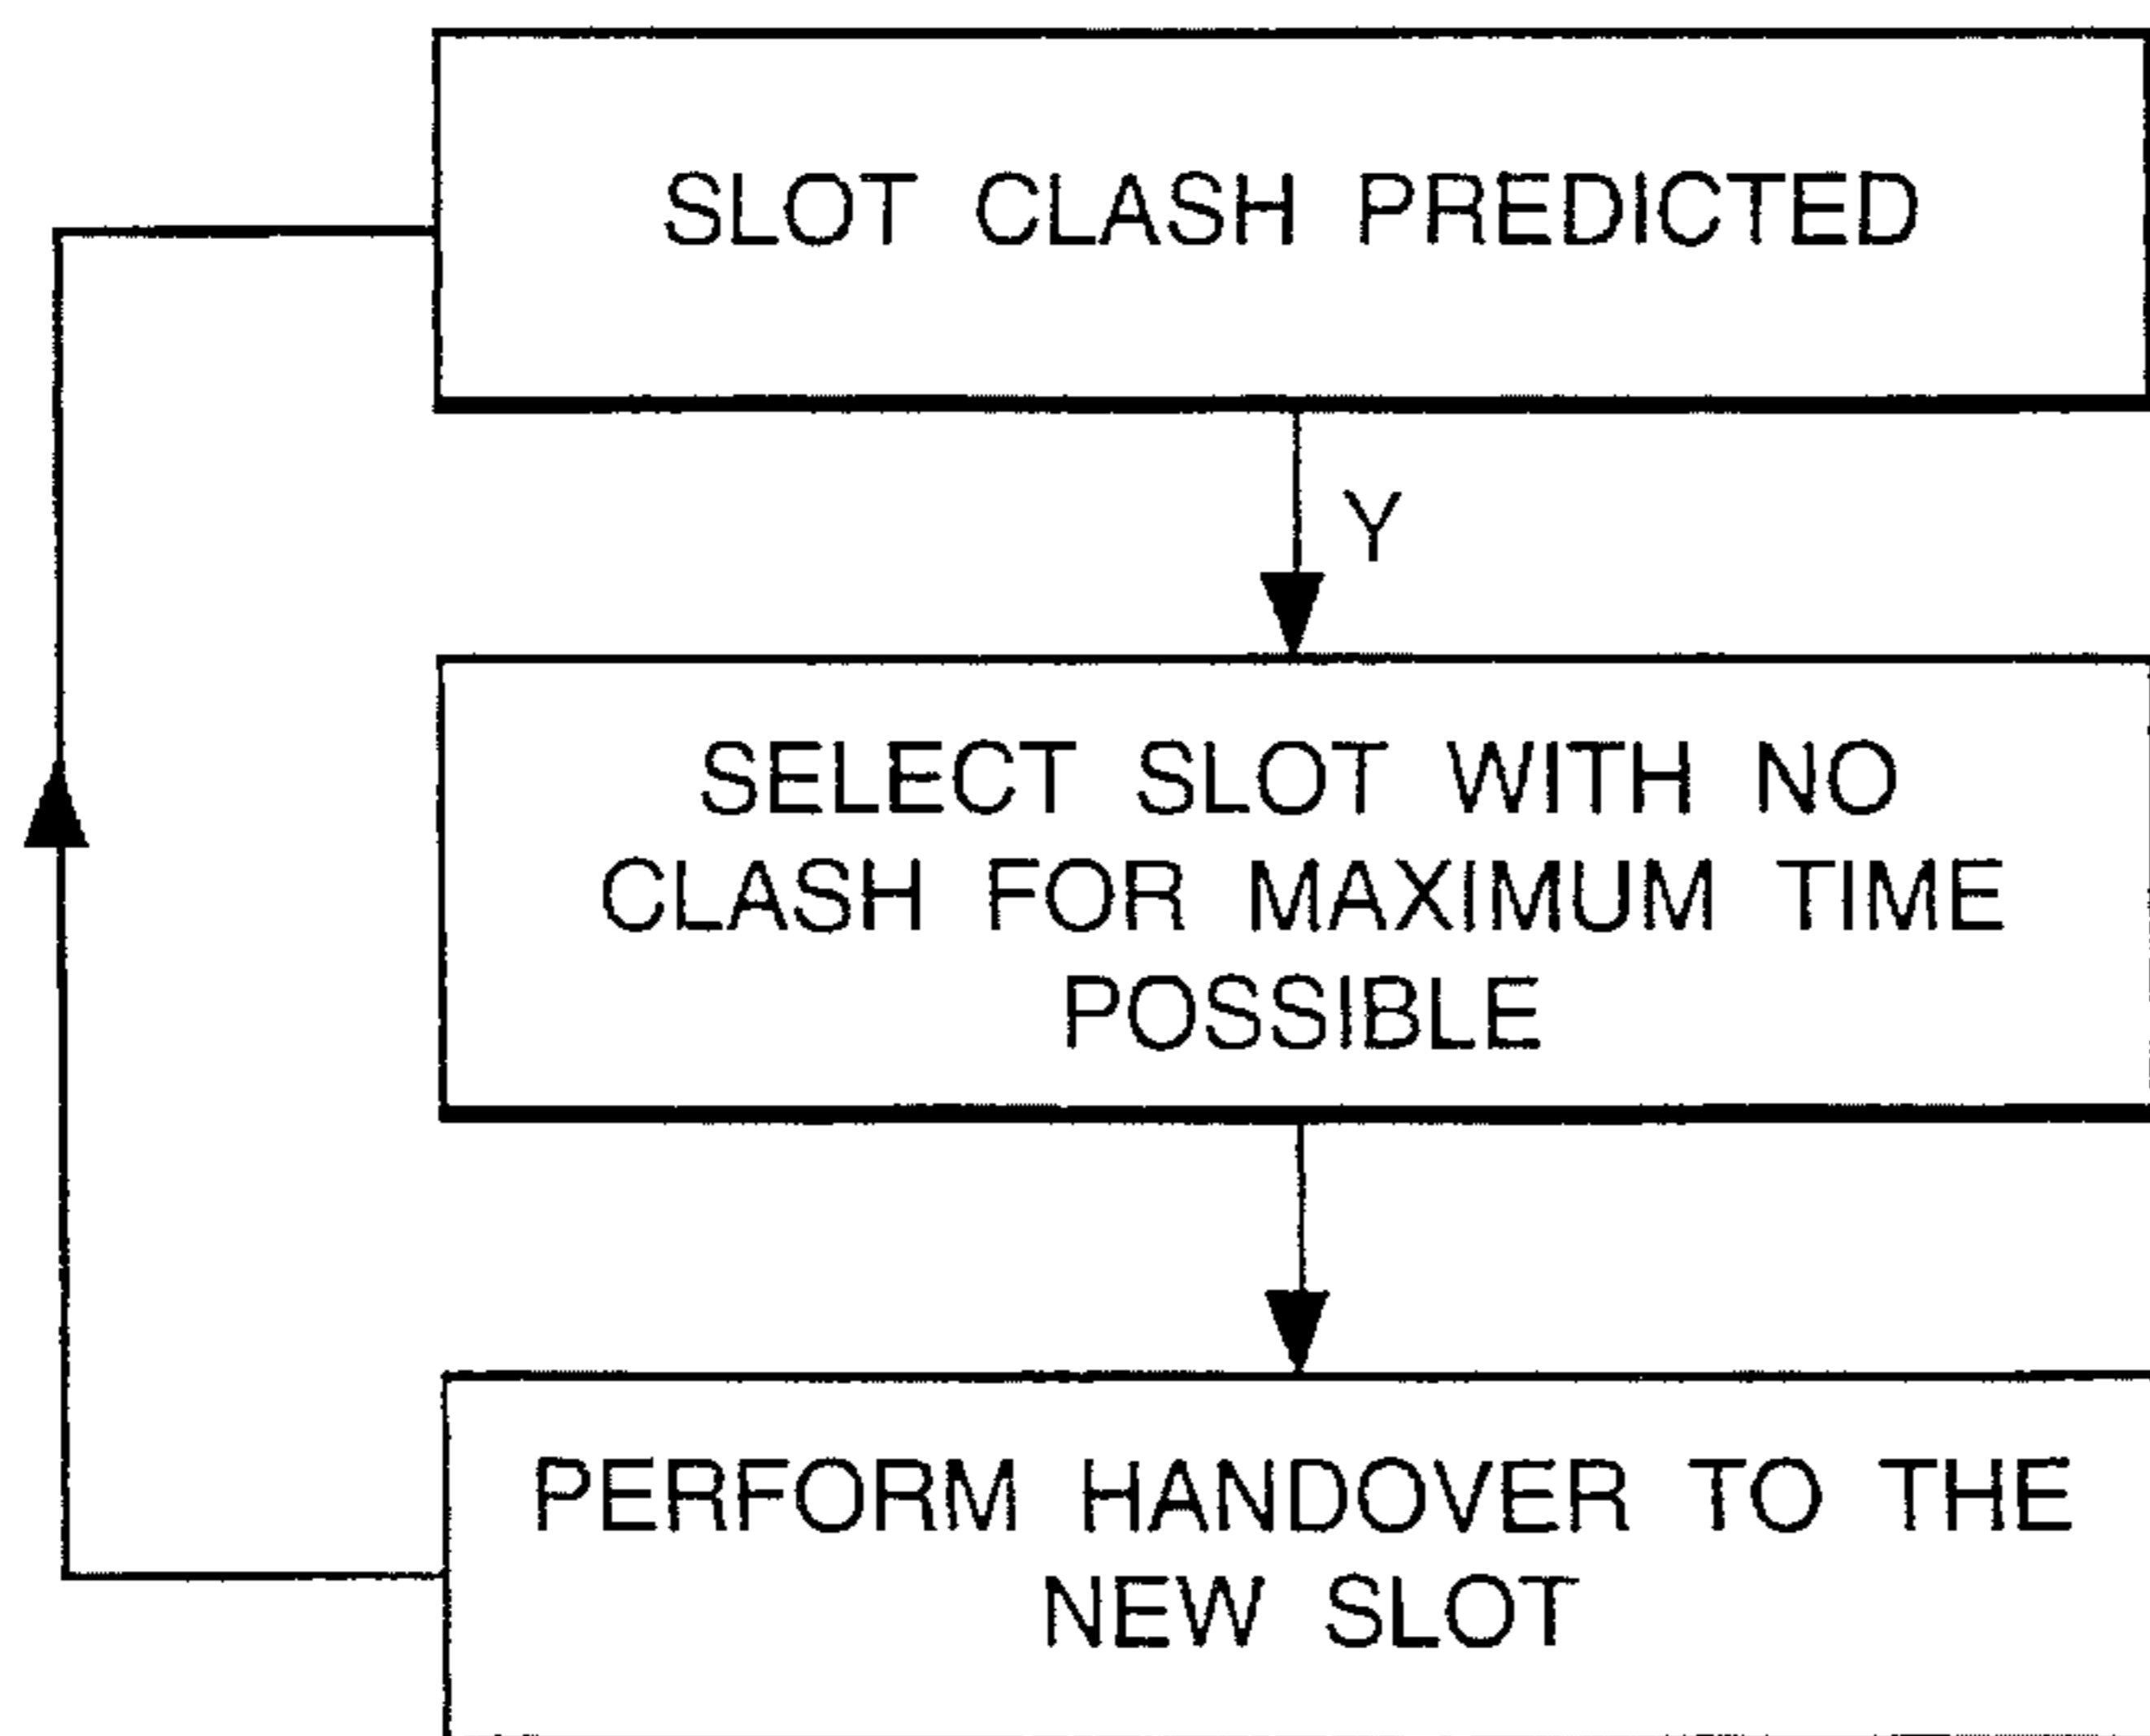 SLOT CLASH PREDICTED
Y
SELECT SLOT WITH NO
CLASH FOR MAXIMUM TIME
POSSIBLE
PERFORM HANDOVER TO THE
NEW SLOT